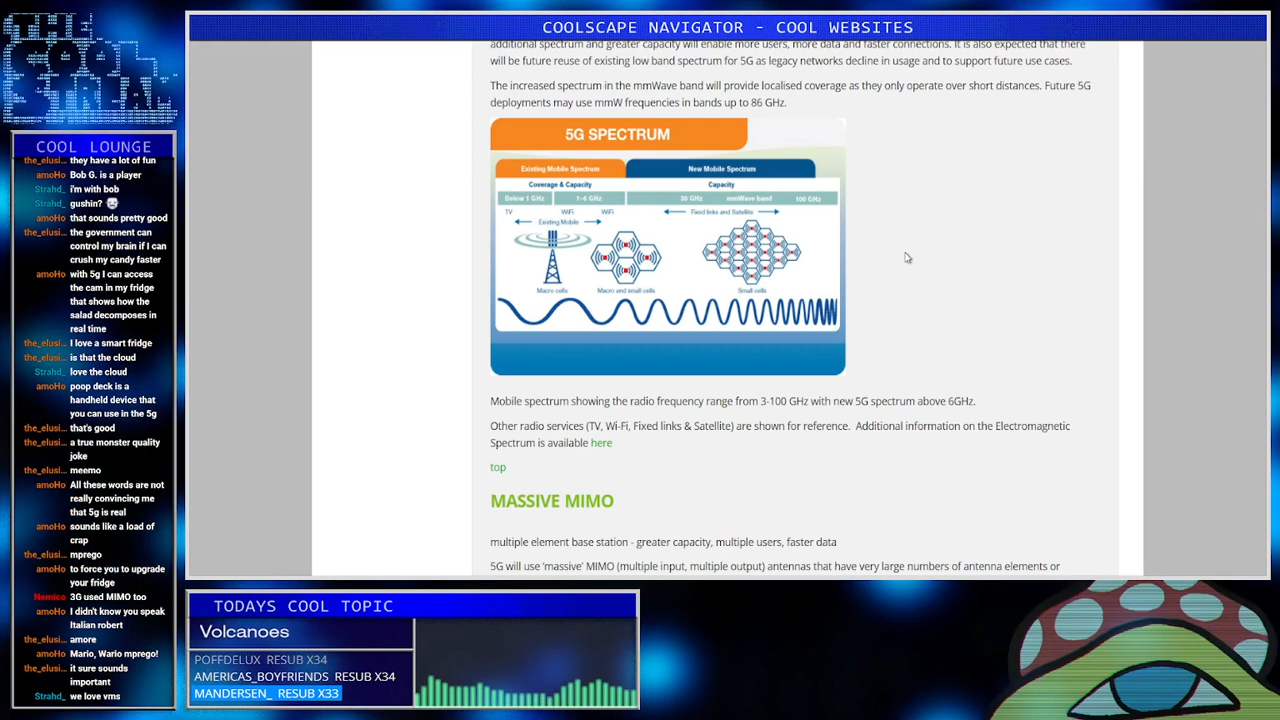 COOLSCAPE NAVIGATOR - COOL WEBSITES
COOL LOUNGE
the_elusi... they have a lot of fun
amoHo Bob G. is a player
Strahd_ i'm with bob
Strahd_ gushin?
amoHo that sounds pretty good
the_elusi... the government can
control my brain if I can
crush my candy faster
amoHo with 5g I can access
the cam in my fridge
that shows how the
salad decomposes in
real time
the_elusi... I love a smart fridge
the_elusi... is that the cloud
Strahd_ love the cloud
amoHo poop deck is a
handheld device that
you can use in the 5g
the_elusi... that's good
the_elusi... a true monster quality
joke
the_elusi... meemo
amoHo All these words are not
really convincing me
that 5g is real
amoHo sounds like a load of
crap
the_elusi... mprego
amoHo to force you to upgrade
your fridge
Nemico 3G used MIMO too
amoHo I didn't know you speak
Italian robert
the_elusi... amore
amoHo Mario, Wario mprego!
the_elusi... it sure sounds
important
Strahd_ we love vms
additional spectrum and greater capacity will enable more users, more data and faster connections. It is also expected that there
will be future reuse of existing low band spectrum for 5G as legacy networks decline in usage and to support future use cases.
The increased spectrum in the mmWave band will provide localised coverage as they only operate over short distances. Future 5G
deployments may use mmW frequencies in bands up to 86 GHz.
5G SPECTRUM
Existing Mobile Spectrum New Mobile Spectrum
Coverage & Capacity Capacity
Below 1 GHz 1-6 GHz 30 GHz mmWave band 100 GHz
TV WiFi WiFi Fixed links and Satellite
Existing Mobile
Macro cells Macro and small cells Small cells
Mobile spectrum showing the radio frequency range from 3-100 GHz with new 5G spectrum above 6GHz.
Other radio services (TV, Wi-Fi, Fixed links & Satellite) are shown for reference. Additional information on the Electromagnetic
Spectrum is available here
top
MASSIVE MIMO
multiple element base station - greater capacity, multiple users, faster data
5G will use 'massive' MIMO (multiple input, multiple output) antennas that have very large numbers of antenna elements or
TODAYS COOL TOPIC
Volcanoes
POFFDELUX RESUB X34
AMERICAS_BOYFRIENDS RESUB X34
MANDERSEN_ RESUB X33